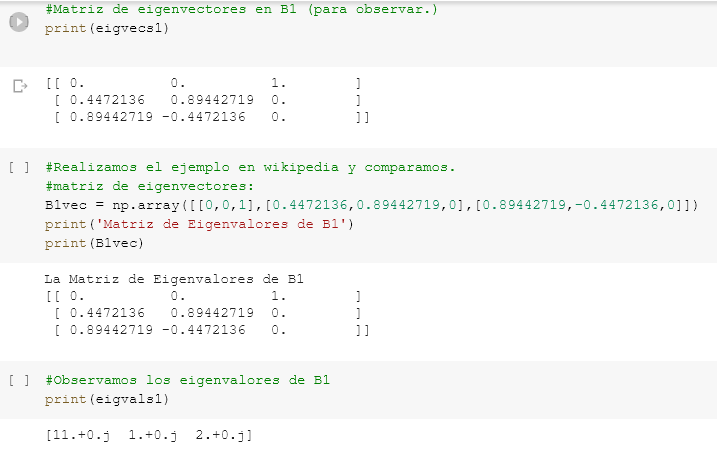 #Matriz de eigenvectores en B1 (para observar.)
print(eigvecs1)
[[ 0.          0.          1.        ]
 [ 0.4472136   0.89442719  0.        ]
 [ 0.89442719 -0.4472136   0.        ]]
[ ] #Realizamos el ejemplo en wikipedia y comparamos.
#matriz de eigenvectores:
B1vec = np.array([[0,0,1],[0.4472136,0.89442719,0],[0.89442719,-0.4472136,0]])
print('Matriz de Eigenvalores de B1')
print(B1vec)
La Matriz de Eigenvalores de B1
[[ 0.          0.          1.        ]
 [ 0.4472136   0.89442719  0.        ]
 [ 0.89442719 -0.4472136   0.        ]]
[ ] #Observamos los eigenvalores de B1
print(eigvals1)
[11.+0.j  1.+0.j  2.+0.j]